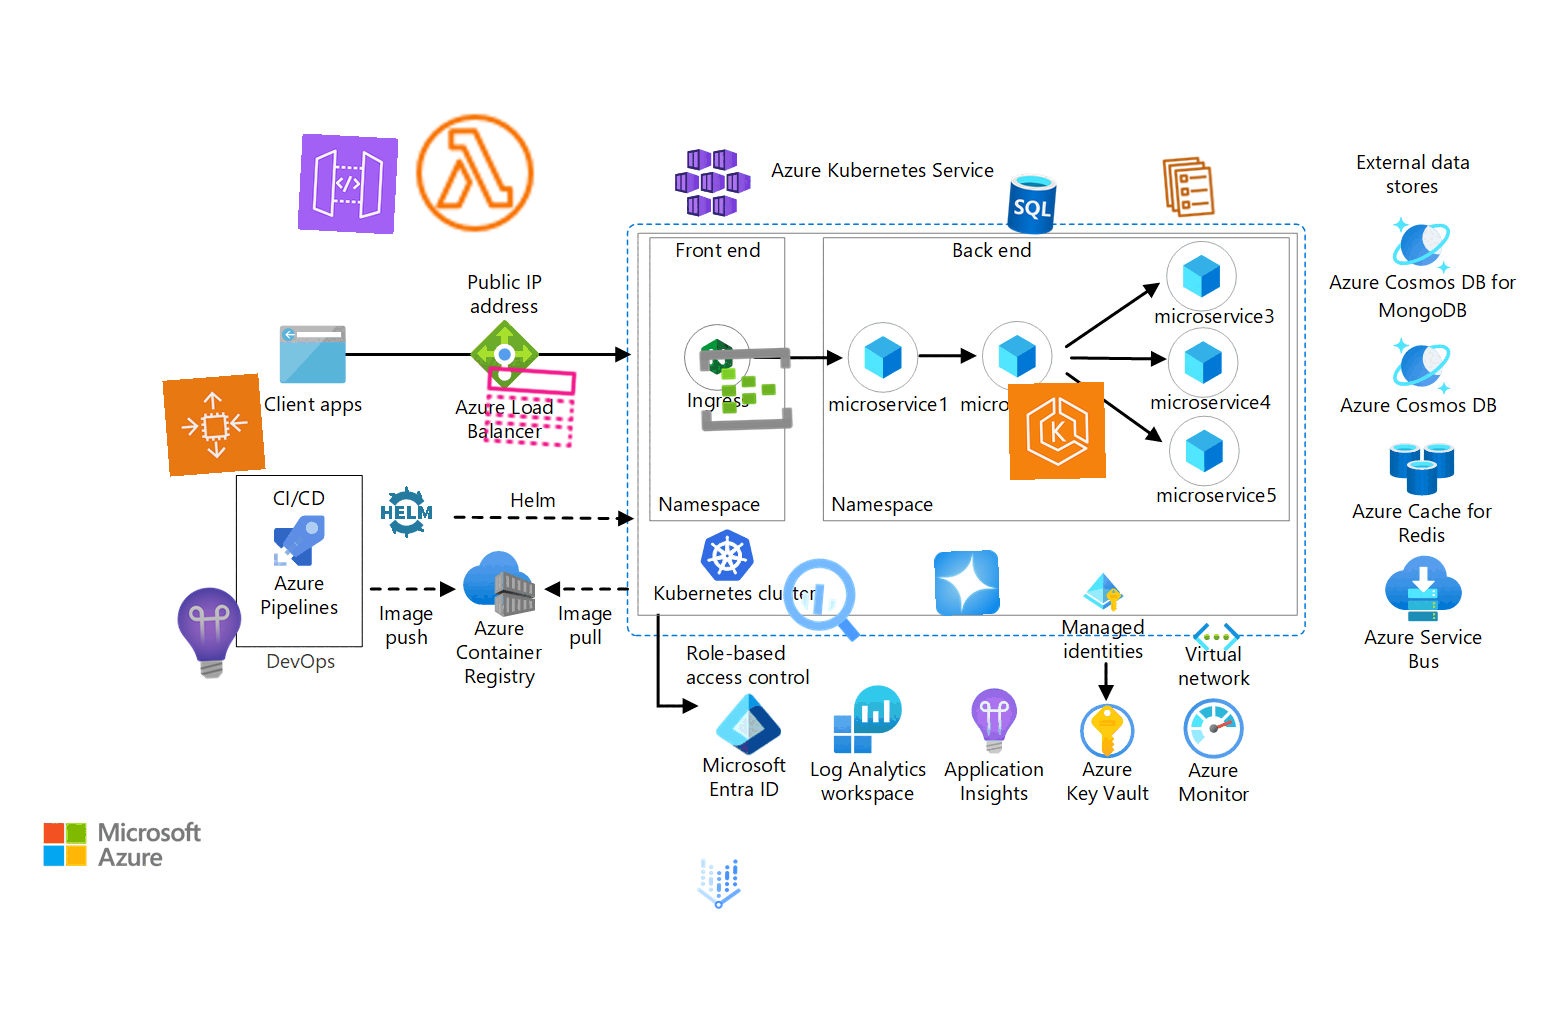 Azure Kubernetes Service
SQL
External data
stores
Front end
Back end
Public IP
address
microservice3
Azure Cosmos DB for
MongoDB
Client apps
Azure Load
Balancer
Ingress
microservice1
microservice4
K
Azure Cosmos DB
CI/CD
HELM
Helm
Namespace
Namespace
microservice5
Azure Cache for
Redis
Azure
Pipelines
Image
push
Image
pull
Kubernetes cluster
Azure
Container
Registry
DevOps
Managed
identities
Virtual
network
Azure Service
Bus
Role-based
access control
Microsoft
Entra ID
Log Analytics
workspace
Application
Insights
Azure
Key Vault
Azure
Monitor
Microsoft
Azure